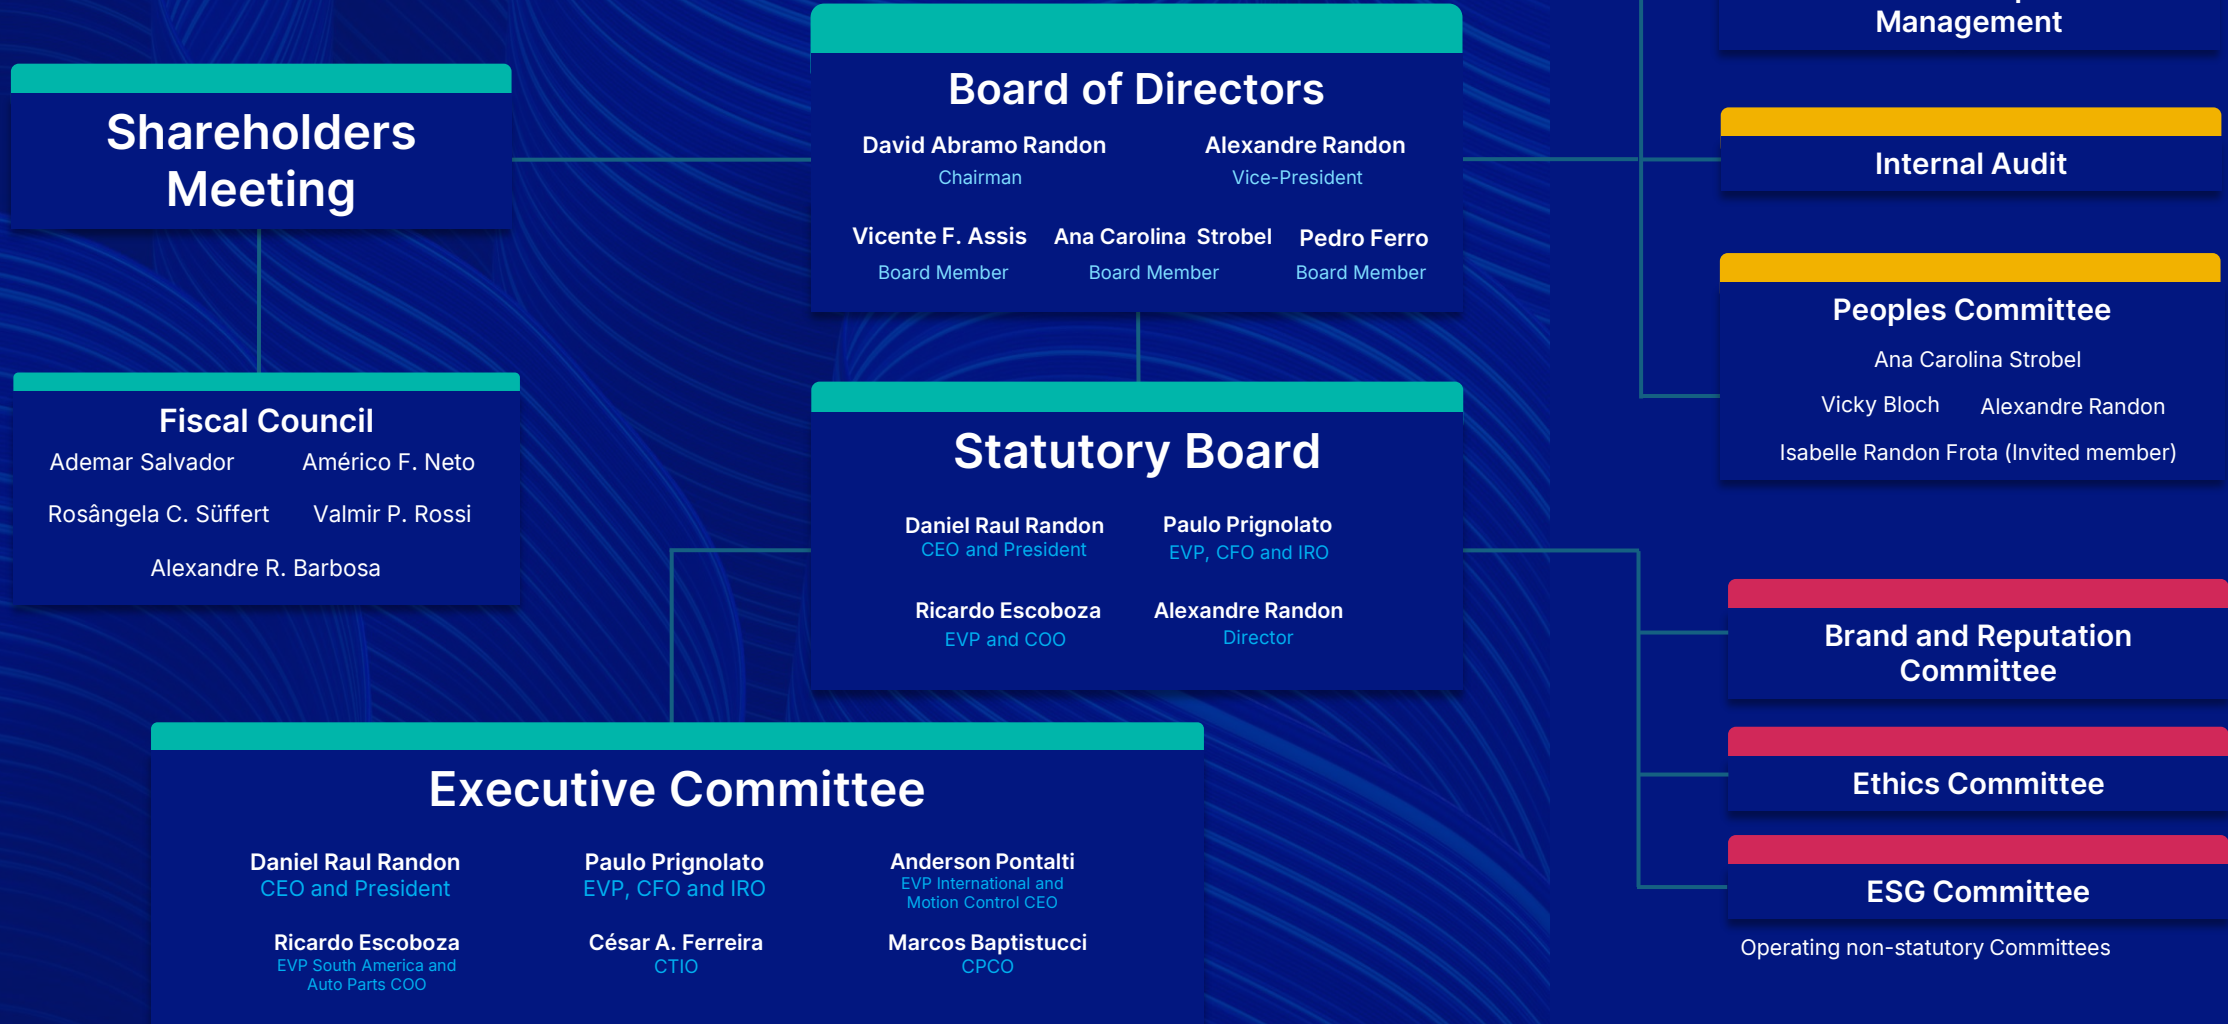 Management
Shareholders
Meeting
Board of Directors
David Abramo Randon
Chairman
Alexandre Randon
Vice-President
Vicente F. Assis
Board Member
Ana Carolina Strobel
Board Member
Pedro Ferro
Board Member
Internal Audit
Peoples Committee
Ana Carolina Strobel
Vicky Bloch Alexandre Randon
Isabelle Randon Frota (Invited member)
Fiscal Council
Ademar Salvador Américo F. Neto
Rosângela C. Süffert Valmir P. Rossi
Alexandre R. Barbosa
Statutory Board
Daniel Raul Randon
CEO and President
Paulo Prignolato
EVP, CFO and IRO
Ricardo Escoboza
EVP and COO
Alexandre Randon
Director
Brand and Reputation
Committee
Ethics Committee
ESG Committee
Operating non-statutory Committees
Executive Committee
Daniel Raul Randon
CEO and President
Paulo Prignolato
EVP, CFO and IRO
Anderson Pontalti
EVP International and
Motion Control CEO
Ricardo Escoboza
EVP South America and
Auto Parts COO
César A. Ferreira
CTIO
Marcos Baptistucci
CPCO